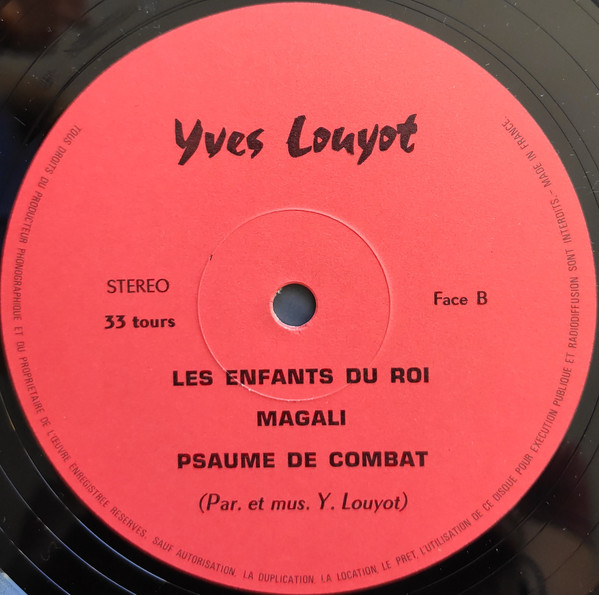 Yves Louyot
STEREO
33 tours
Face B
LES ENFANTS DU ROI
MAGALI
PSAUME DE COMBAT
(Par. et mus. Y. Louyot)
TOUS DROITS DU PRODUCTEUR PHONOGRAPHIQUE ET DU PROPRIETAIRE DE L'ŒUVRE ENREGISTREE RESERVES. SAUF AUTORISATION, LA DUPLICATION, LA LOCATION, LE PRET, L'UTILISATION DE CE DISQUE POUR EXECUTION PUBLIQUE ET RADIODIFFUSION SONT INTERDITS. - MADE IN FRANCE.